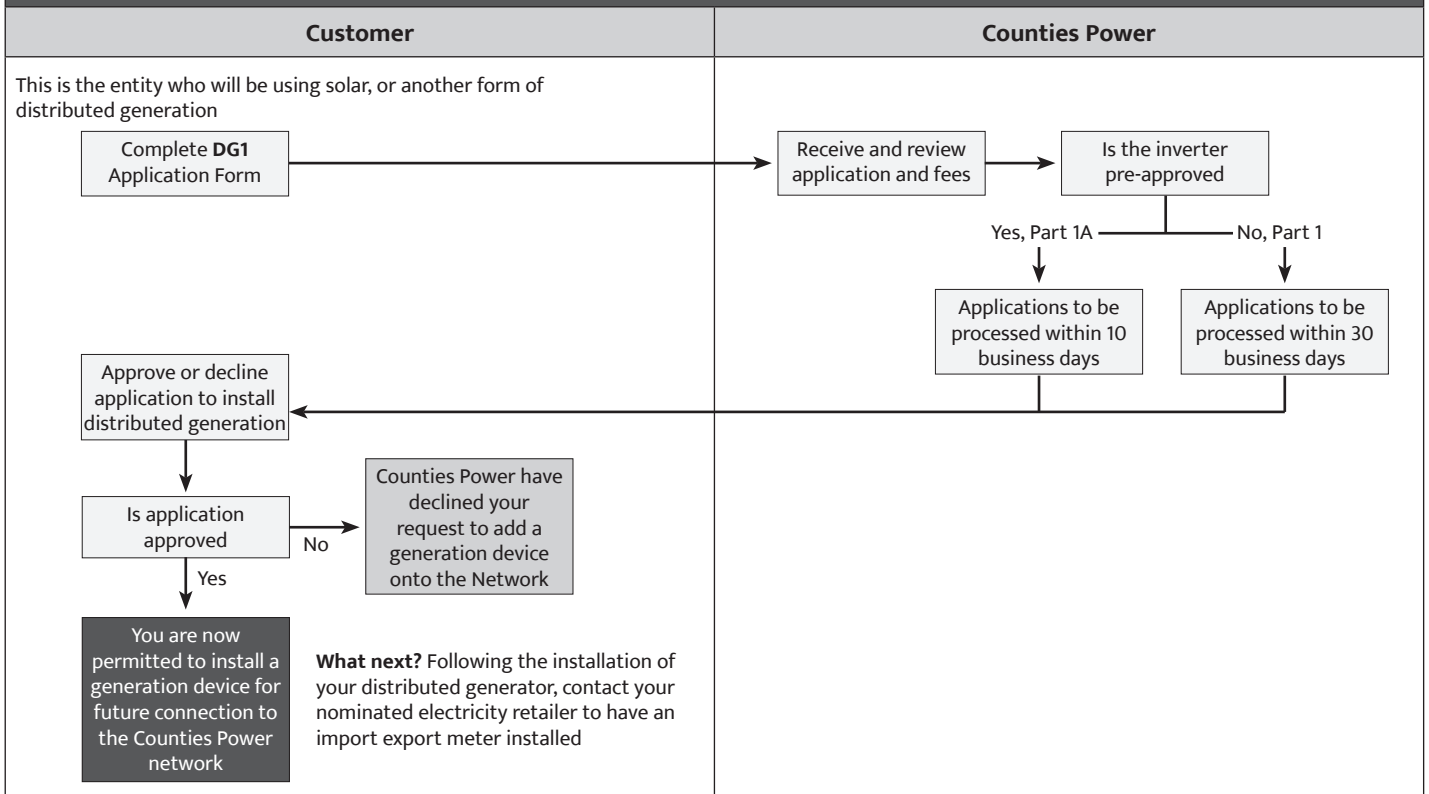 Customer
Counties Power
This is the entity who will be using solar, or another form of
distributed generation
Complete DG1
Application Form
Receive and review
application and fees
Is the inverter
pre-approved
Yes, Part 1A
No, Part 1
Applications to be
processed within 10
business days
Applications to be
processed within 30
business days
Approve or decline
application to install
distributed generation
Is application
approved
No
Counties Power have
declined your
request to add a
generation device
onto the Network
Yes
You are now
permitted to install a
generation device for
future connection to
the Counties Power
network
What next? Following the installation of
your distributed generator, contact your
nominated electricity retailer to have an
import export meter installed